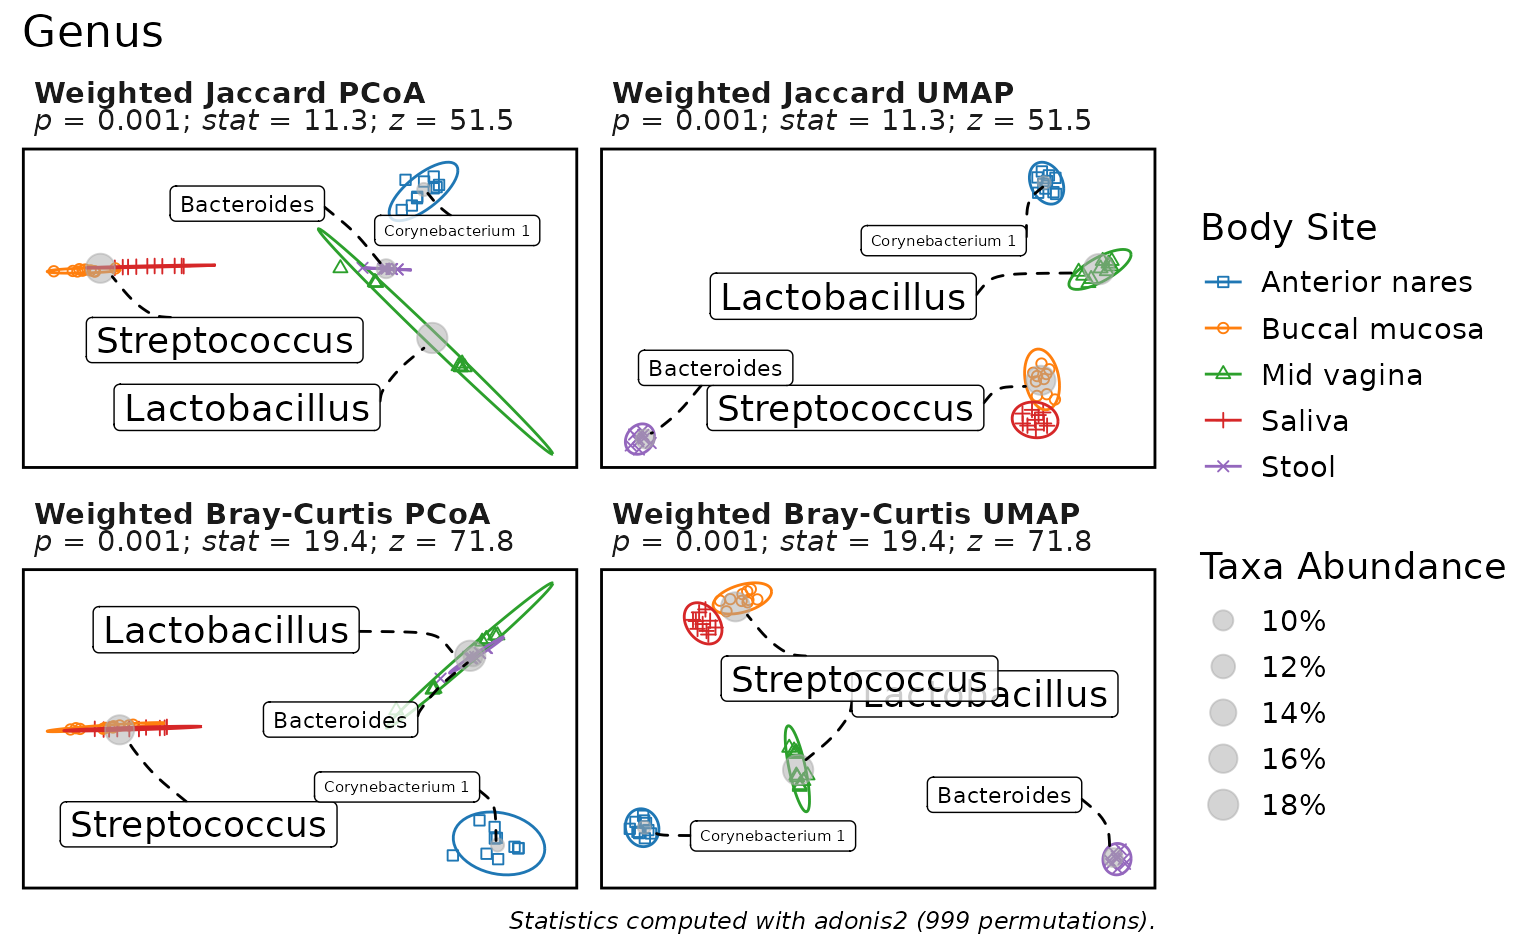 Genus
Weighted Jaccard PCoA
p = 0.001; stat = 11.3; z = 51.5
Bacteroides
Corynebacterium 1
Streptococcus
Lactobacillus
Weighted Jaccard UMAP
p = 0.001; stat = 11.3; z = 51.5
Corynebacterium 1
Lactobacillus
Bacteroides
Streptococcus
Weighted Bray-Curtis PCoA
p = 0.001; stat = 19.4; z = 71.8
Lactobacillus
Bacteroides
Corynebacterium 1
Streptococcus
Weighted Bray-Curtis UMAP
p = 0.001; stat = 19.4; z = 71.8
Streptococcus
Lactobacillus
Bacteroides
Corynebacterium 1
Body Site
Anterior nares
Buccal mucosa
Mid vagina
Saliva
Stool
Taxa Abundance
10%
12%
14%
16%
18%
Statistics computed with adonis2 (999 permutations).